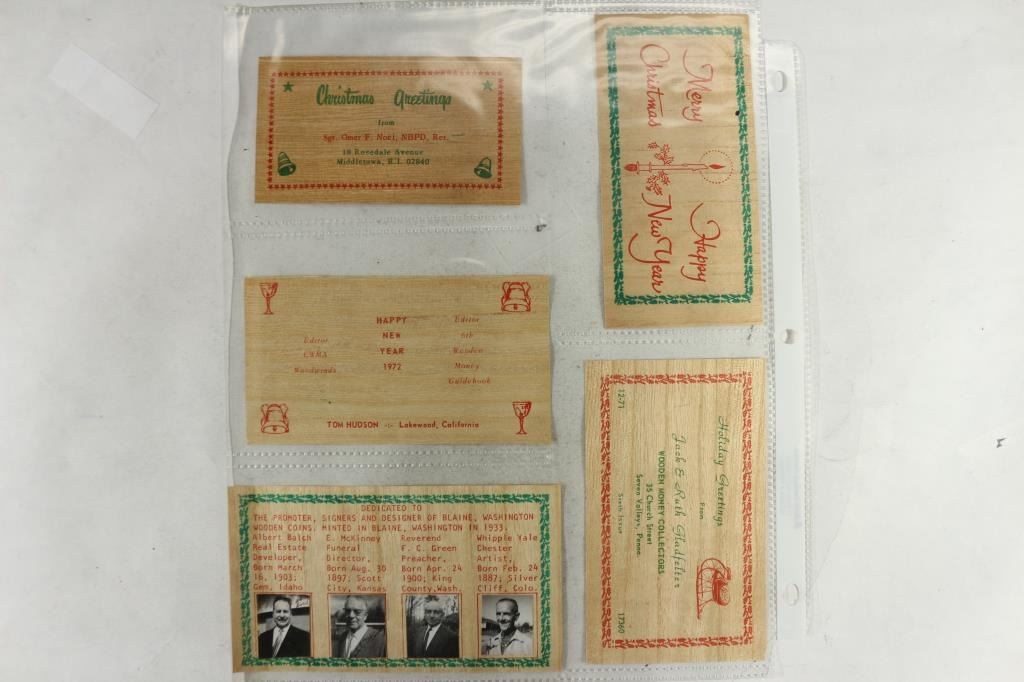 Christmas Greetings
from
Sgt. Omer F. Noel, NBPD, Ret.
18 Rosedale Avenue
Middletown, R.I. 02840
Merry Happy
Christmas New Year
HAPPY
NEW
YEAR
1972
Editor
Woodwinds
Editor
6th
Wooden
Money
Guidebook
TOM HUDSON -:- Lakewood, California
Holiday Greetings
From
Jack & Ruth Gladfelter
WOODEN MONEY COLLECTORS
35 Church Street
Seven Valleys, Penna.
12-71 Sixth Issue 17360
DEDICATED TO
THE PROMOTER, SIGNERS AND DESIGNER OF BLAINE, WASHINGTON
WOODEN COINS, MINTED IN BLAINE, WASHINGTON IN 1933.
Albert Balch
Real Estate
Developer,
Born March
16, 1903;
Gem, Idaho
E. McKinney
Funeral
Director,
Born Aug. 30
1897; Scott
City, Kansas
Reverend
F. C. Green
Preacher,
Born Apr. 24
1900; King
County, Wash.
Whipple Yale
Chester
Artist,
Born Feb. 24
1887; Silver
Cliff, Colo.